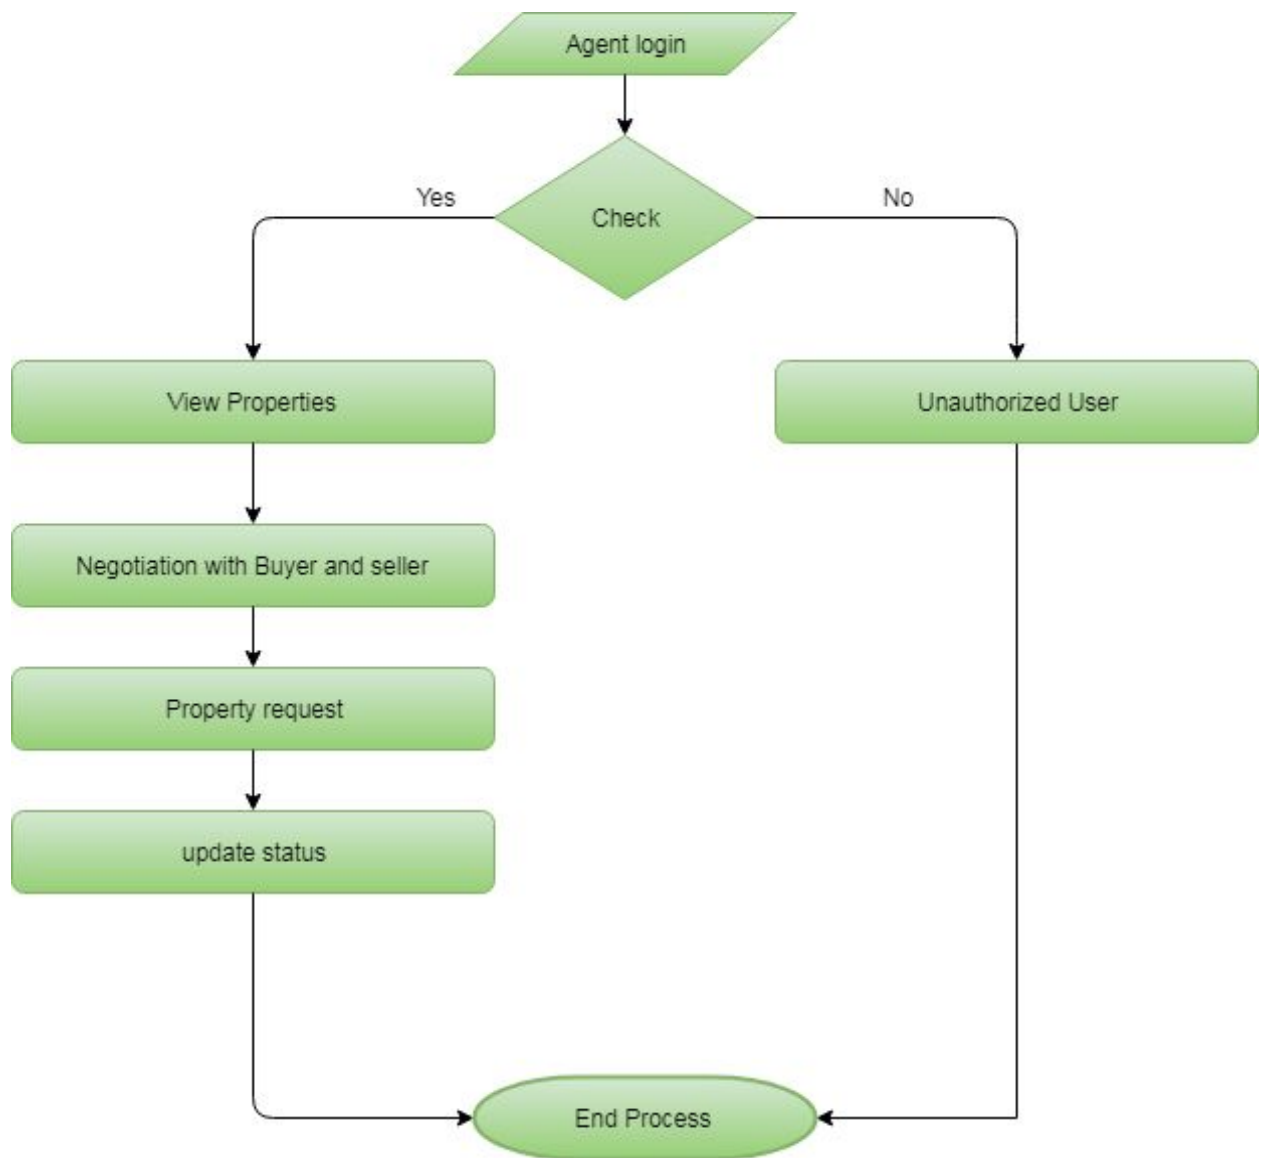 Agent login
Yes
No
Check
View Properties
Unauthorized User
Negotiation with Buyer and seller
Property request
update status
End Process